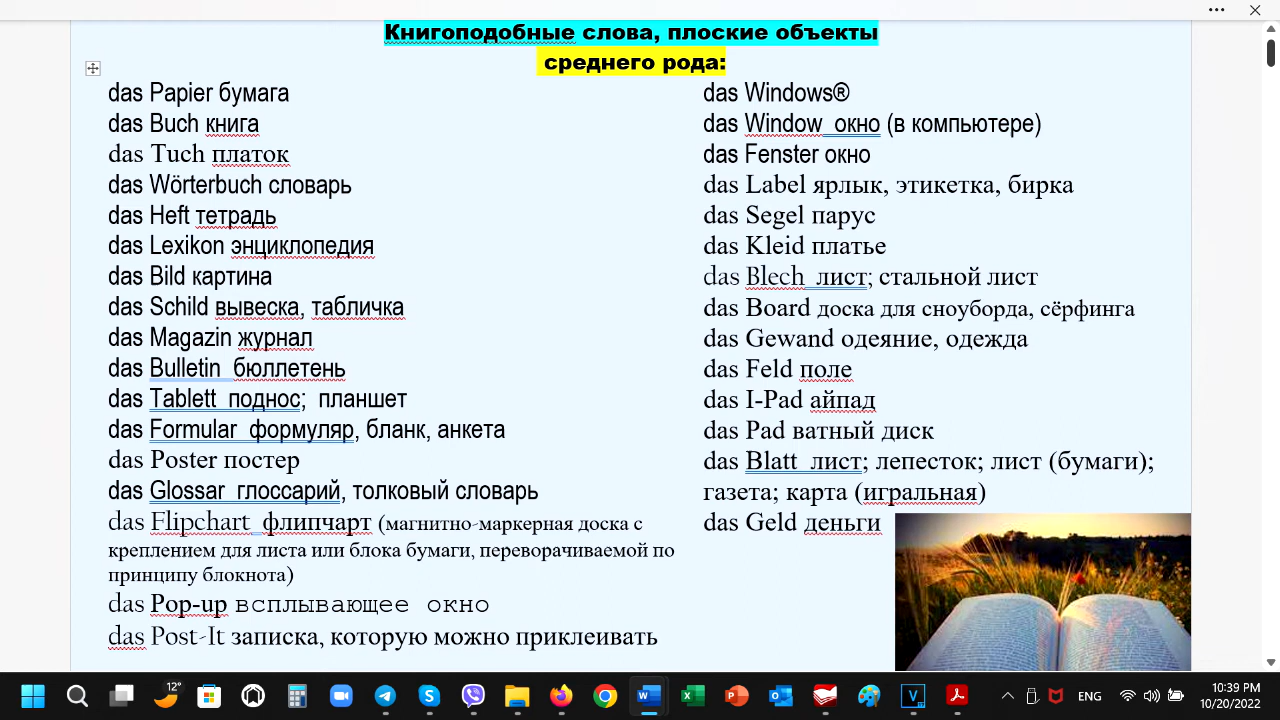 Книгоподобные слова, плоские объекты
среднего рода:
das Papier бумага
das Buch книга
das Tuch платок
das Wörterbuch словарь
das Heft тетрадь
das Lexikon энциклопедия
das Bild картина
das Schild вывеска, табличка
das Magazin журнал
das Bulletin бюллетень
das Tablett поднос; планшет
das Formular формуляр, бланк, анкета
das Poster постер
das Glossar глоссарий, толковый словарь
das Flipchart флипчарт (магнитно-маркерная доска с
креплением для листа или блока бумаги, переворачиваемой по
принципу блокнота)
das Pop-up всплывающее окно
das Post-It записка, которую можно приклеивать
das Windows®
das Window окно (в компьютере)
das Fenster окно
das Label ярлык, этикетка, бирка
das Segel парус
das Kleid платье
das Blech лист; стальной лист
das Board доска для сноуборда, сёрфинга
das Gewand одеяние, одежда
das Feld поле
das I-Pad айпад
das Pad ватный диск
das Blatt лист; лепесток; лист (бумаги);
газета; карта (игральная)
das Geld деньги
12°
ENG
10:39 PM
10/20/2022